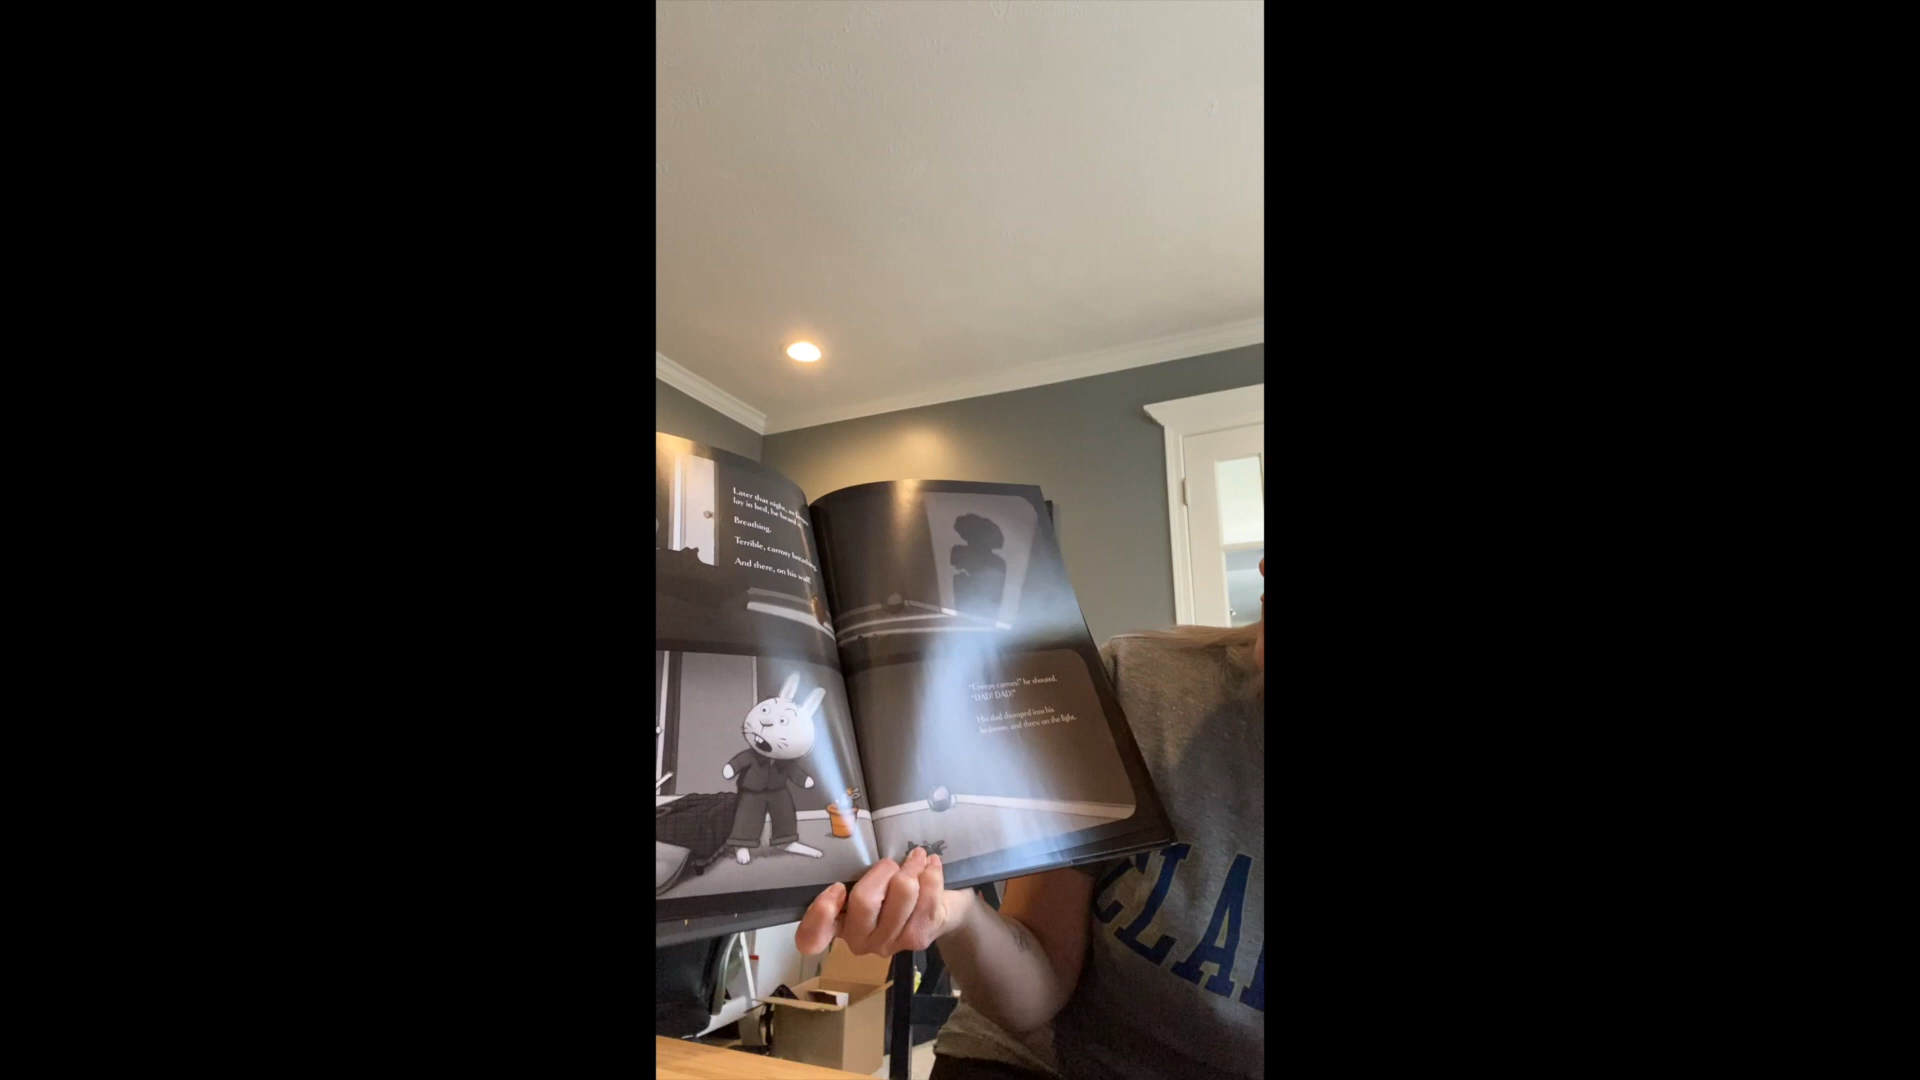 Later that night, as
lay in bed, he heard it.
Breathing.
Terrible, carroty breathing.
And there, on his wall!
"Creepy carrots!" he shouted.
"DAD! DAD!"
His dad thumped into his
bedroom and threw on the light.
CLA